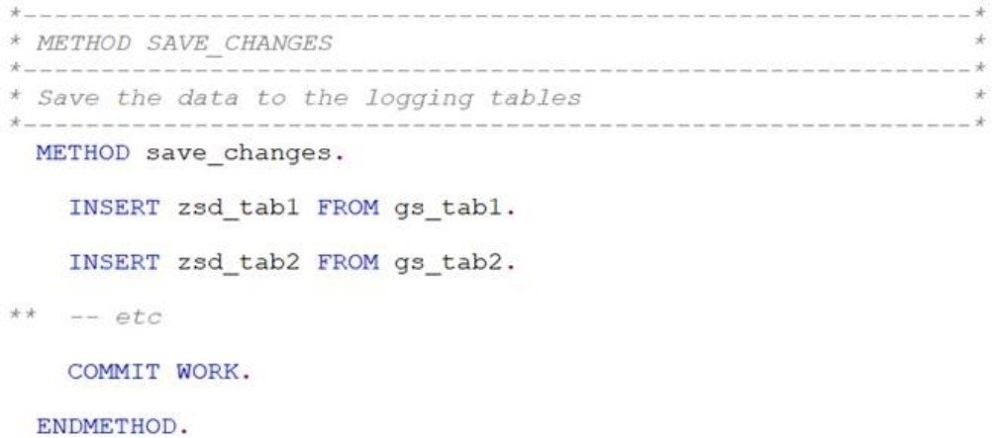 *----------------------------------------------------------------------*
* METHOD SAVE_CHANGES *
*----------------------------------------------------------------------*
* Save the data to the logging tables *
*----------------------------------------------------------------------*
METHOD save_changes.
INSERT zsd_tab1 FROM gs_tab1.
INSERT zsd_tab2 FROM gs_tab2.
** -- etc
COMMIT WORK.
ENDMETHOD.